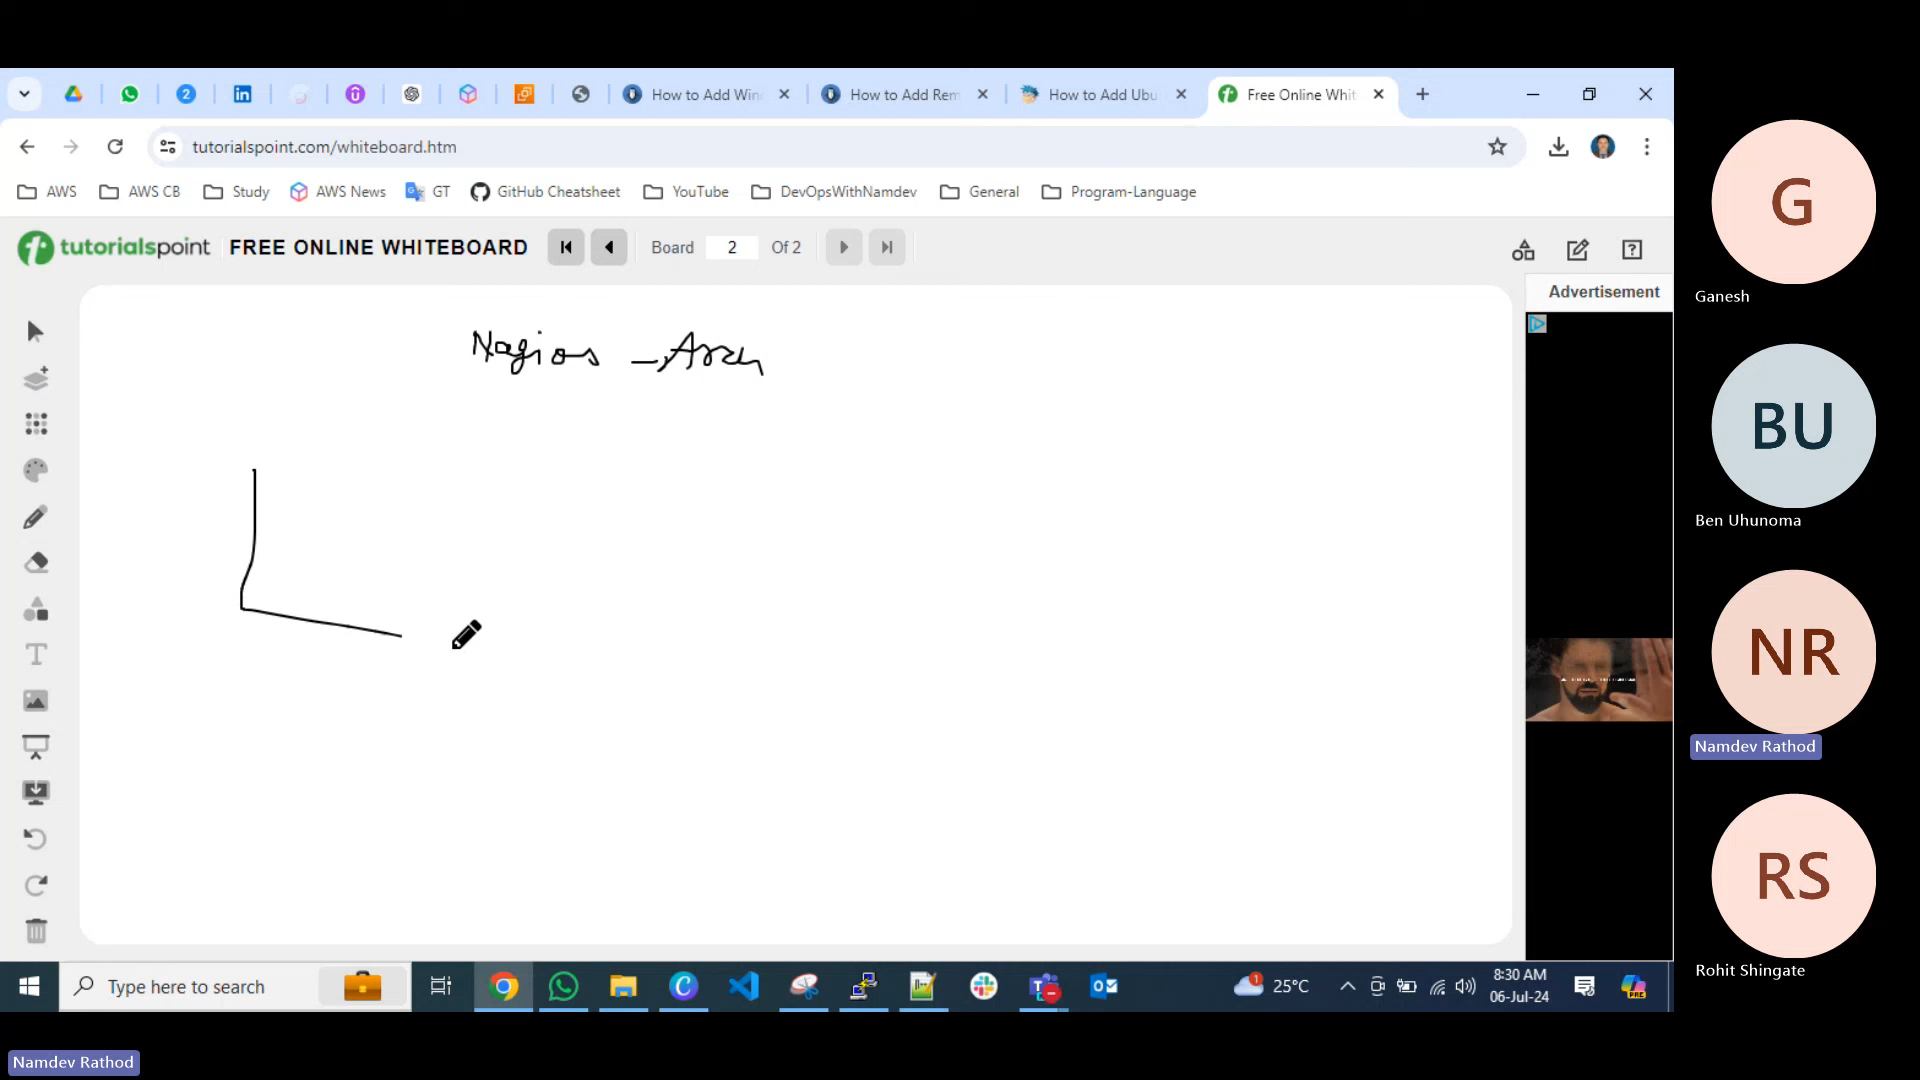 2
How to Add Win
How to Add Rem
How to Add Ubu
Free Online Whit
tutorialspoint.com/whiteboard.htm
AWS
AWS CB
Study
AWS News
GT
GitHub Cheatsheet
YouTube
DevOpsWithNamdev
General
Program-Language
tutorialspoint
FREE ONLINE WHITEBOARD
Board 2 Of 2
Advertisement
Nagios - Arch
Type here to search
1
25°C
8:30 AM
06-Jul-24
PRE
G
Ganesh
BU
Ben Uhunoma
NR
Namdev Rathod
RS
Rohit Shingate
Namdev Rathod